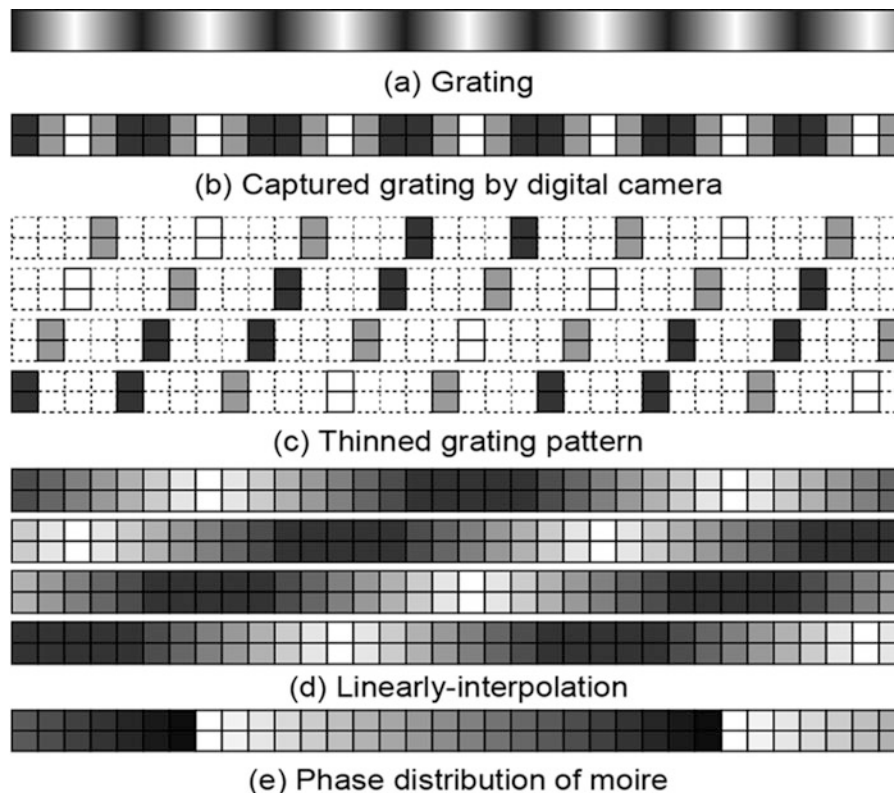 (a) Grating
(b) Captured grating by digital camera
(c) Thinned grating pattern
(d) Linearly-interpolation
(e) Phase distribution of moire